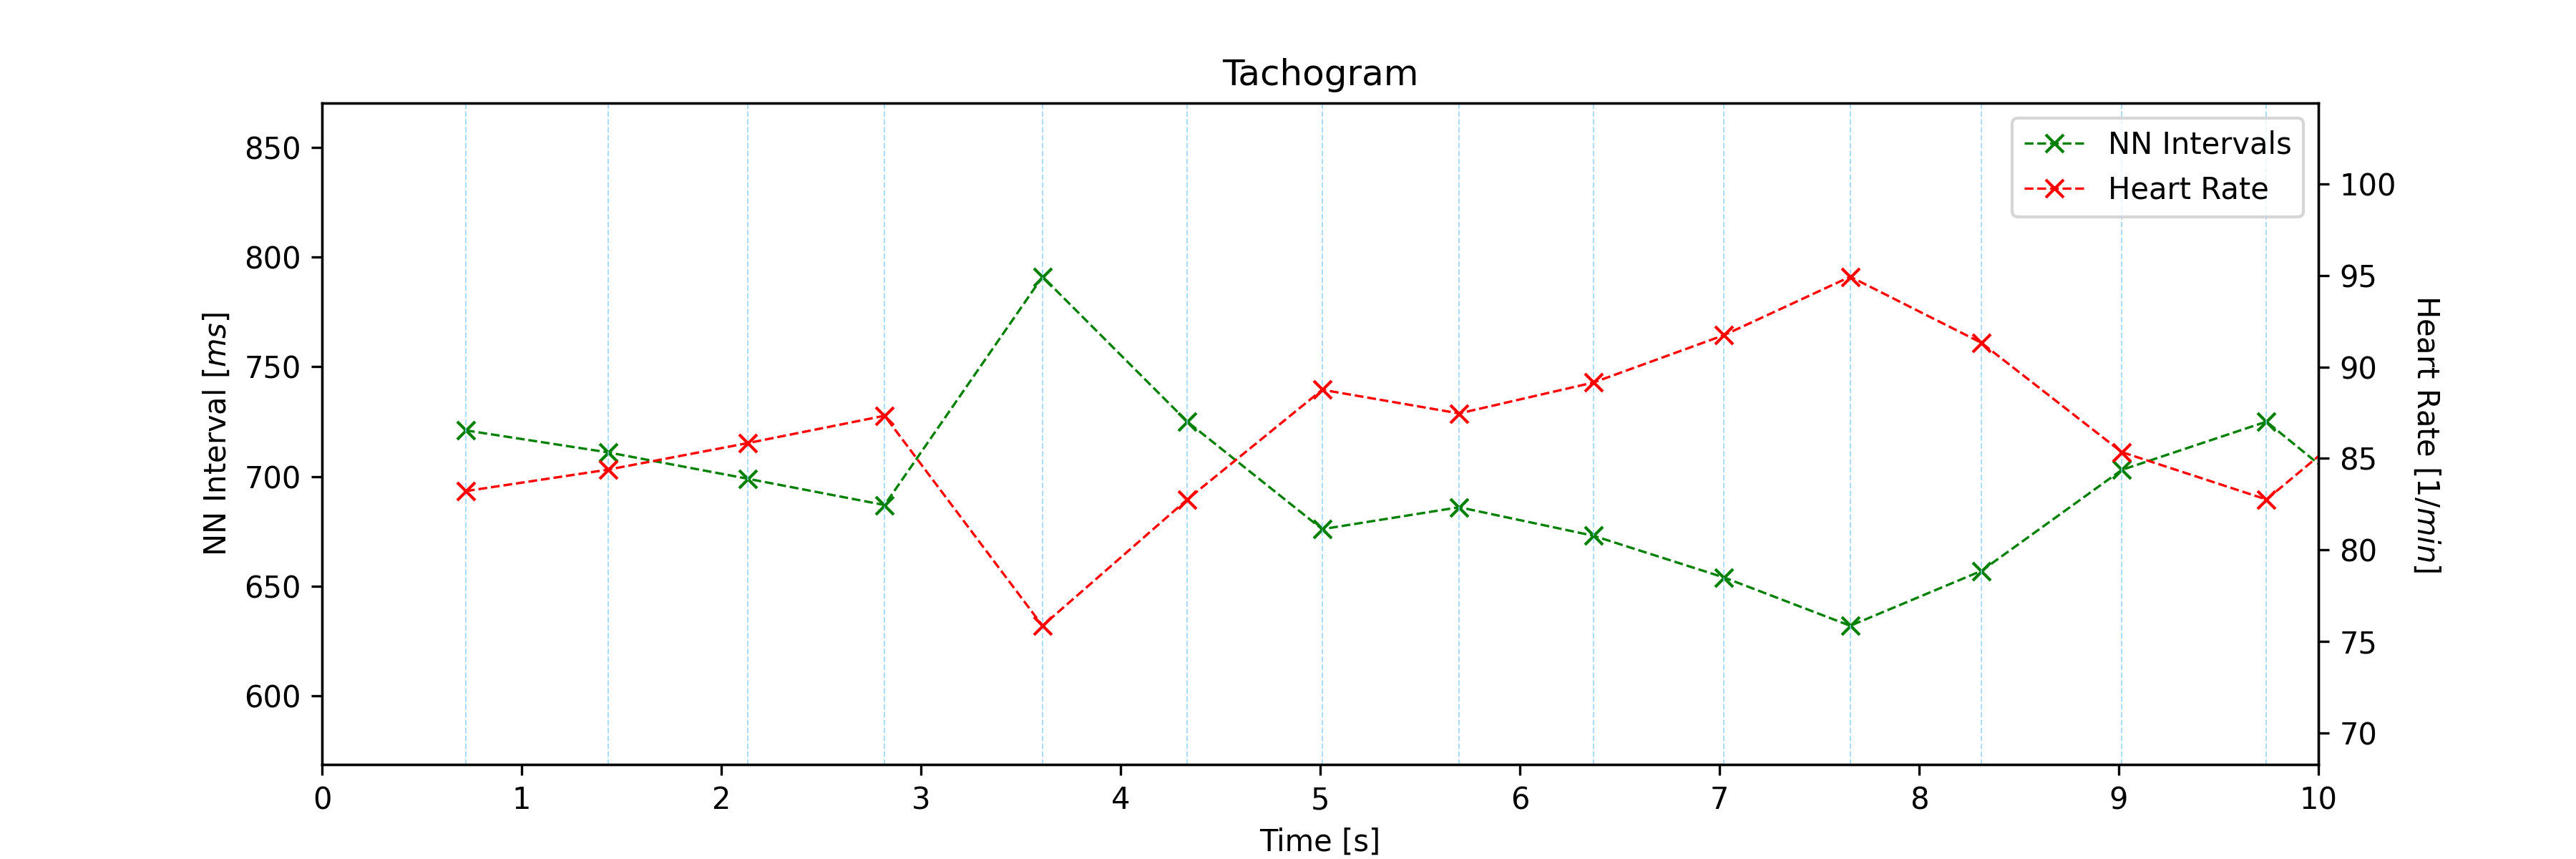 Tachogram
NN Intervals
Heart Rate
850
800
750
700
650
600
NN Interval [ms]
100
95
90
85
80
75
70
Heart Rate [1/min]
0 1 2 3 4 5 6 7 8 9 10
Time [s]